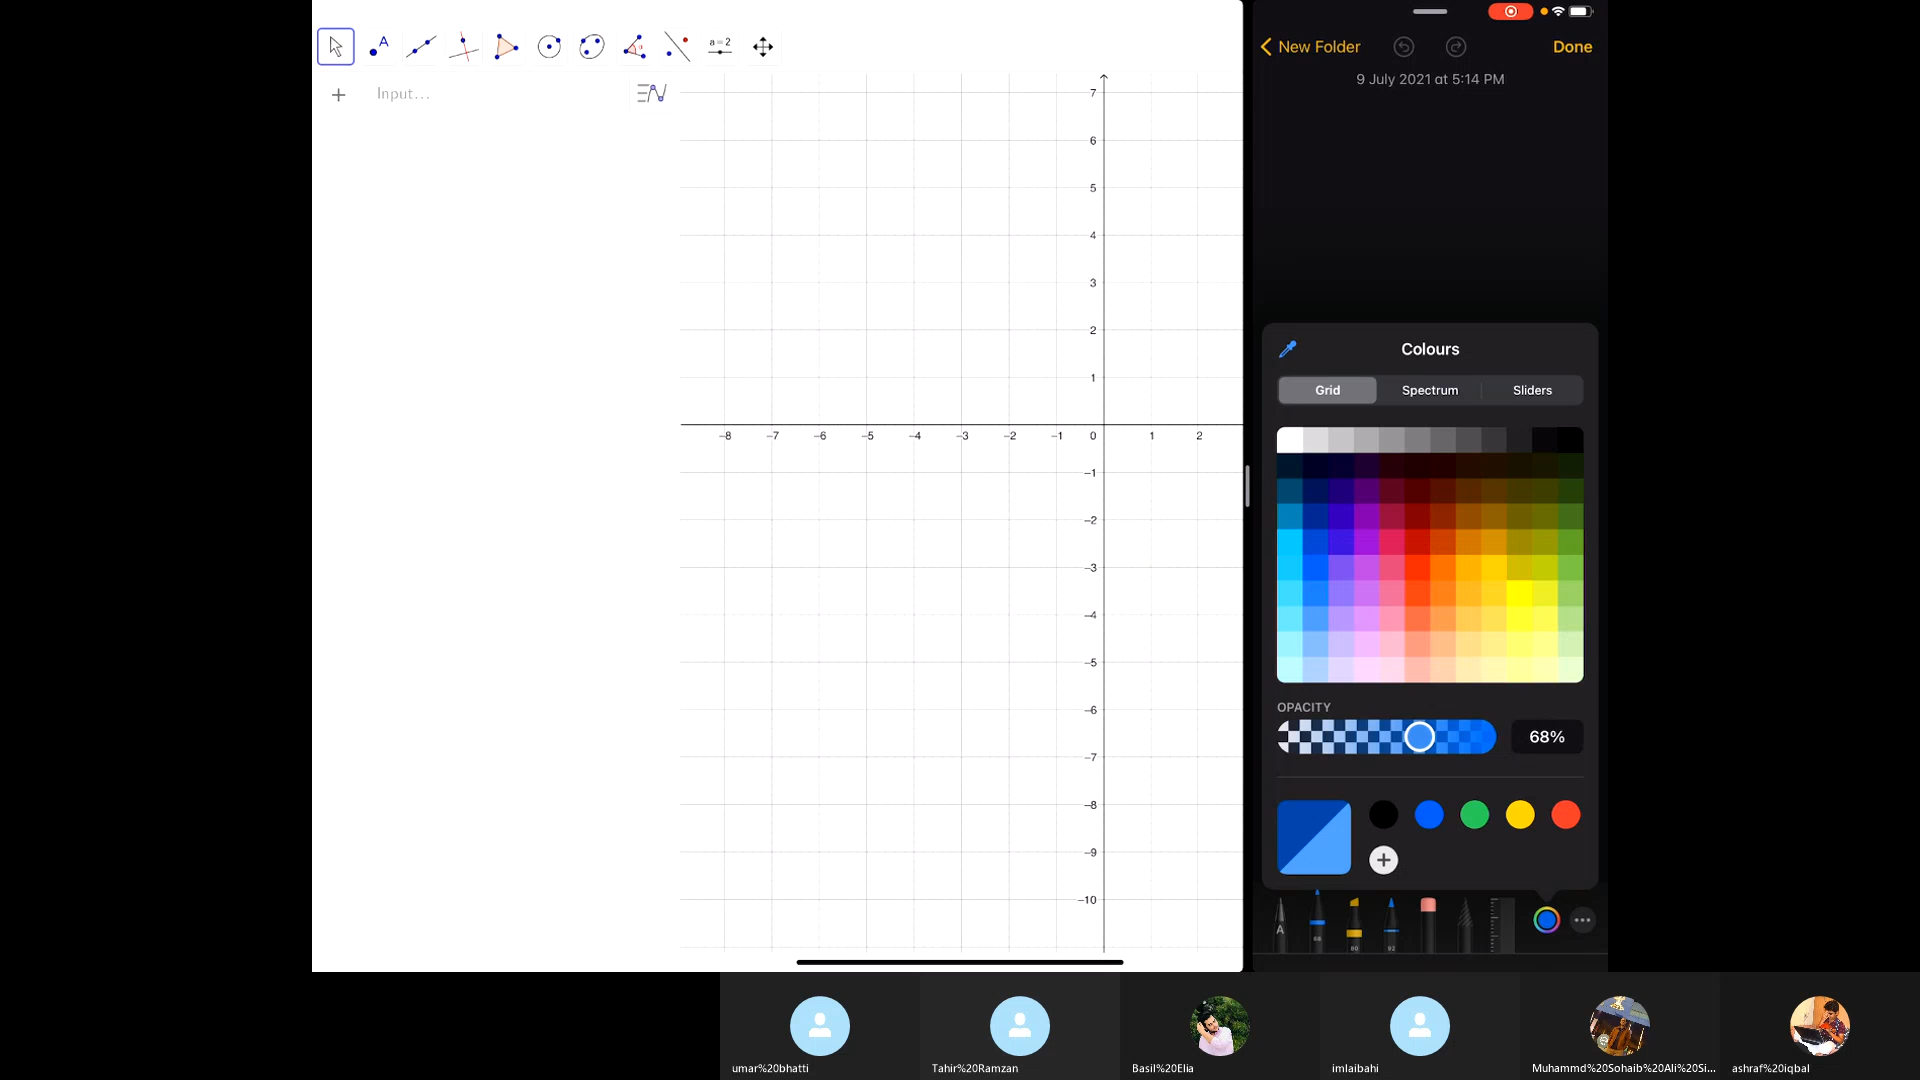 A
a = 2
+ Input...
7
6
5
4
3
2
1
−8 −7 −6 −5 −4 −3 −2 −1 0 1 2
−1
−2
−3
−4
−5
−6
−7
−8
−9
−10
New Folder
Done
9 July 2021 at 5:14 PM
Colours
Grid
Spectrum
Sliders
OPACITY
68%
A
68
80
92
umar%20bhatti
Tahir%20Ramzan
Basil%20Elia
imlaibahi
Muhammd%20Sohaib%20Ali%20Si...
ashraf%20iqbal